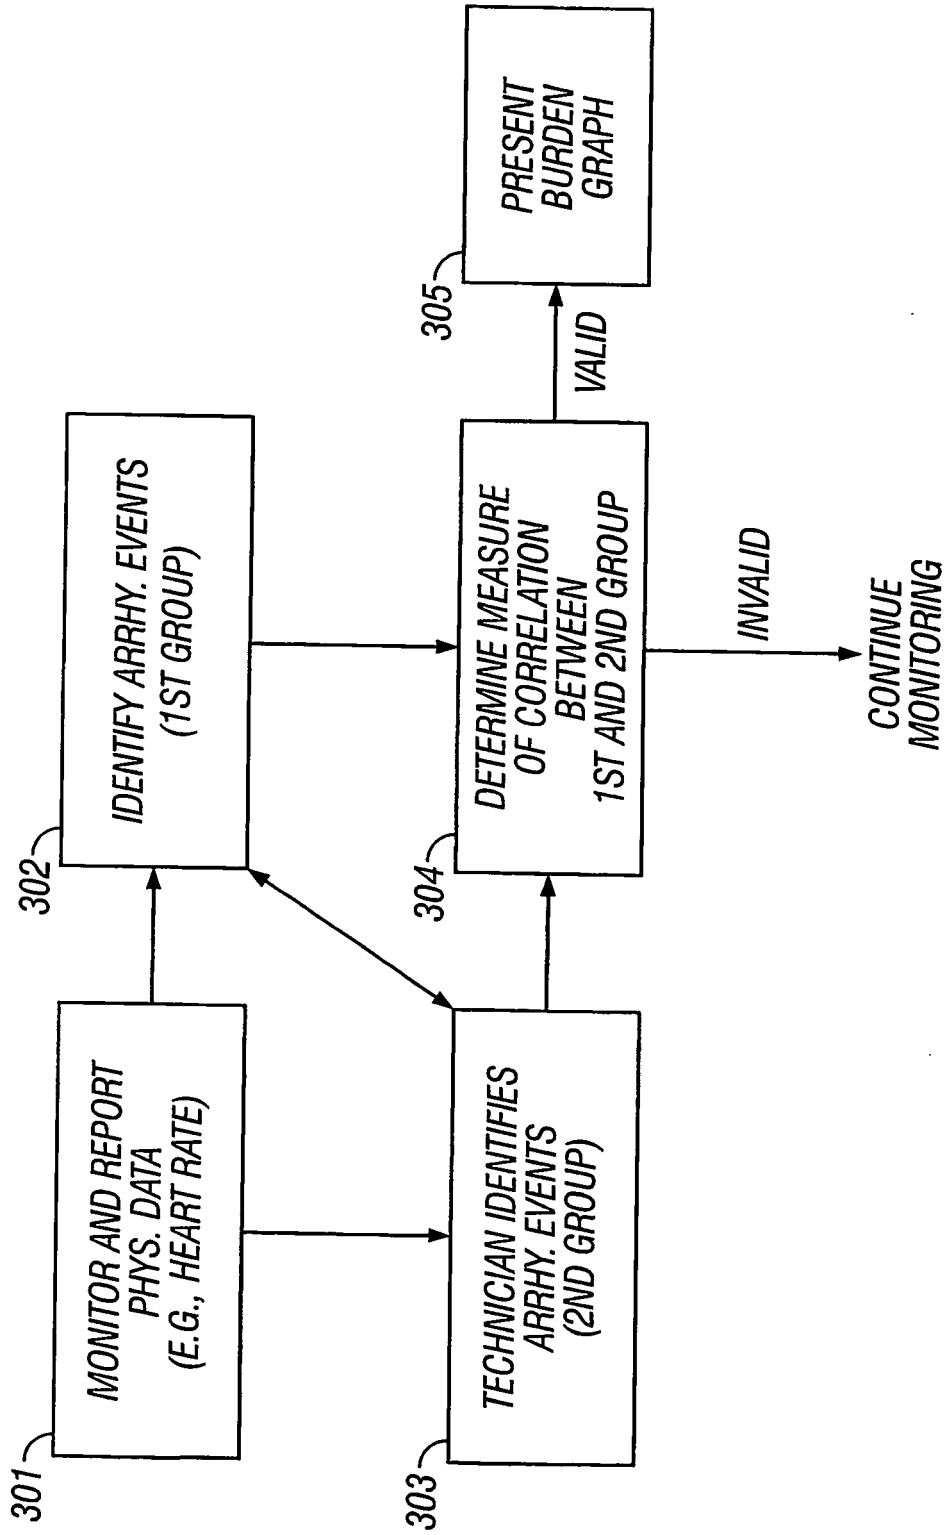 301
MONITOR AND REPORT
PHYS. DATA
(E.G., HEART RATE)
302
IDENTIFY ARRHY. EVENTS
(1ST GROUP)
303
TECHNICIAN IDENTIFIES
ARRHY. EVENTS
(2ND GROUP)
304
DETERMINE MEASURE
OF CORRELATION
BETWEEN
1ST AND 2ND GROUP
VALID
305
PRESENT
BURDEN
GRAPH
INVALID
CONTINUE
MONITORING